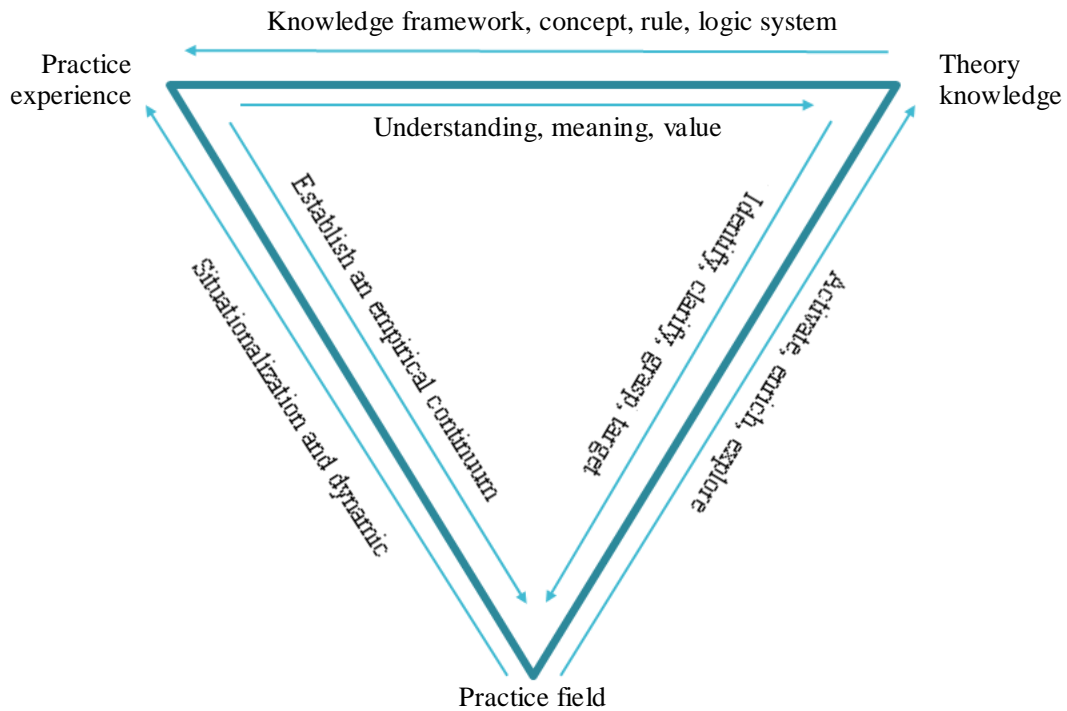 Knowledge framework, concept, rule, logic system
Practice
experience
Theory
knowledge
Understanding, meaning, value
Establish an empirical continuum
Identify, clarify, grasp, target
Situationalization and dynamic
Activate, enrich, explore
Practice field